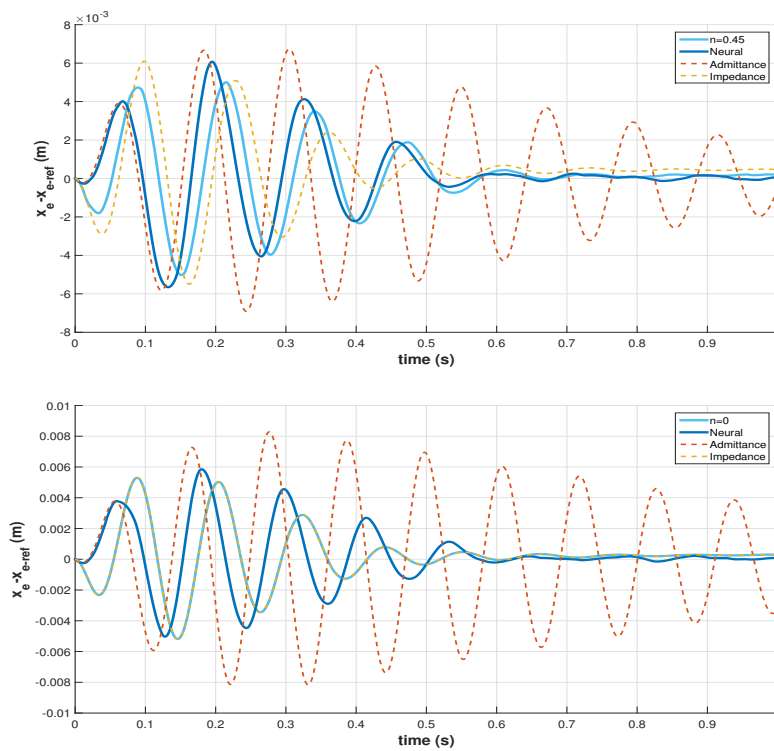 ×10⁻³
8
6
4
2
0
-2
-4
-6
-8
x_e-x_e-ref (m)
n=0.45
Neural
Admittance
Impedance
0 0.1 0.2 0.3 0.4 0.5 0.6 0.7 0.8 0.9
time (s)
0.01
0.008
0.006
0.004
0.002
0
-0.002
-0.004
-0.006
-0.008
-0.01
x_e-x_e-ref (m)
n=0
Neural
Admittance
Impedance
0 0.1 0.2 0.3 0.4 0.5 0.6 0.7 0.8 0.9
time (s)